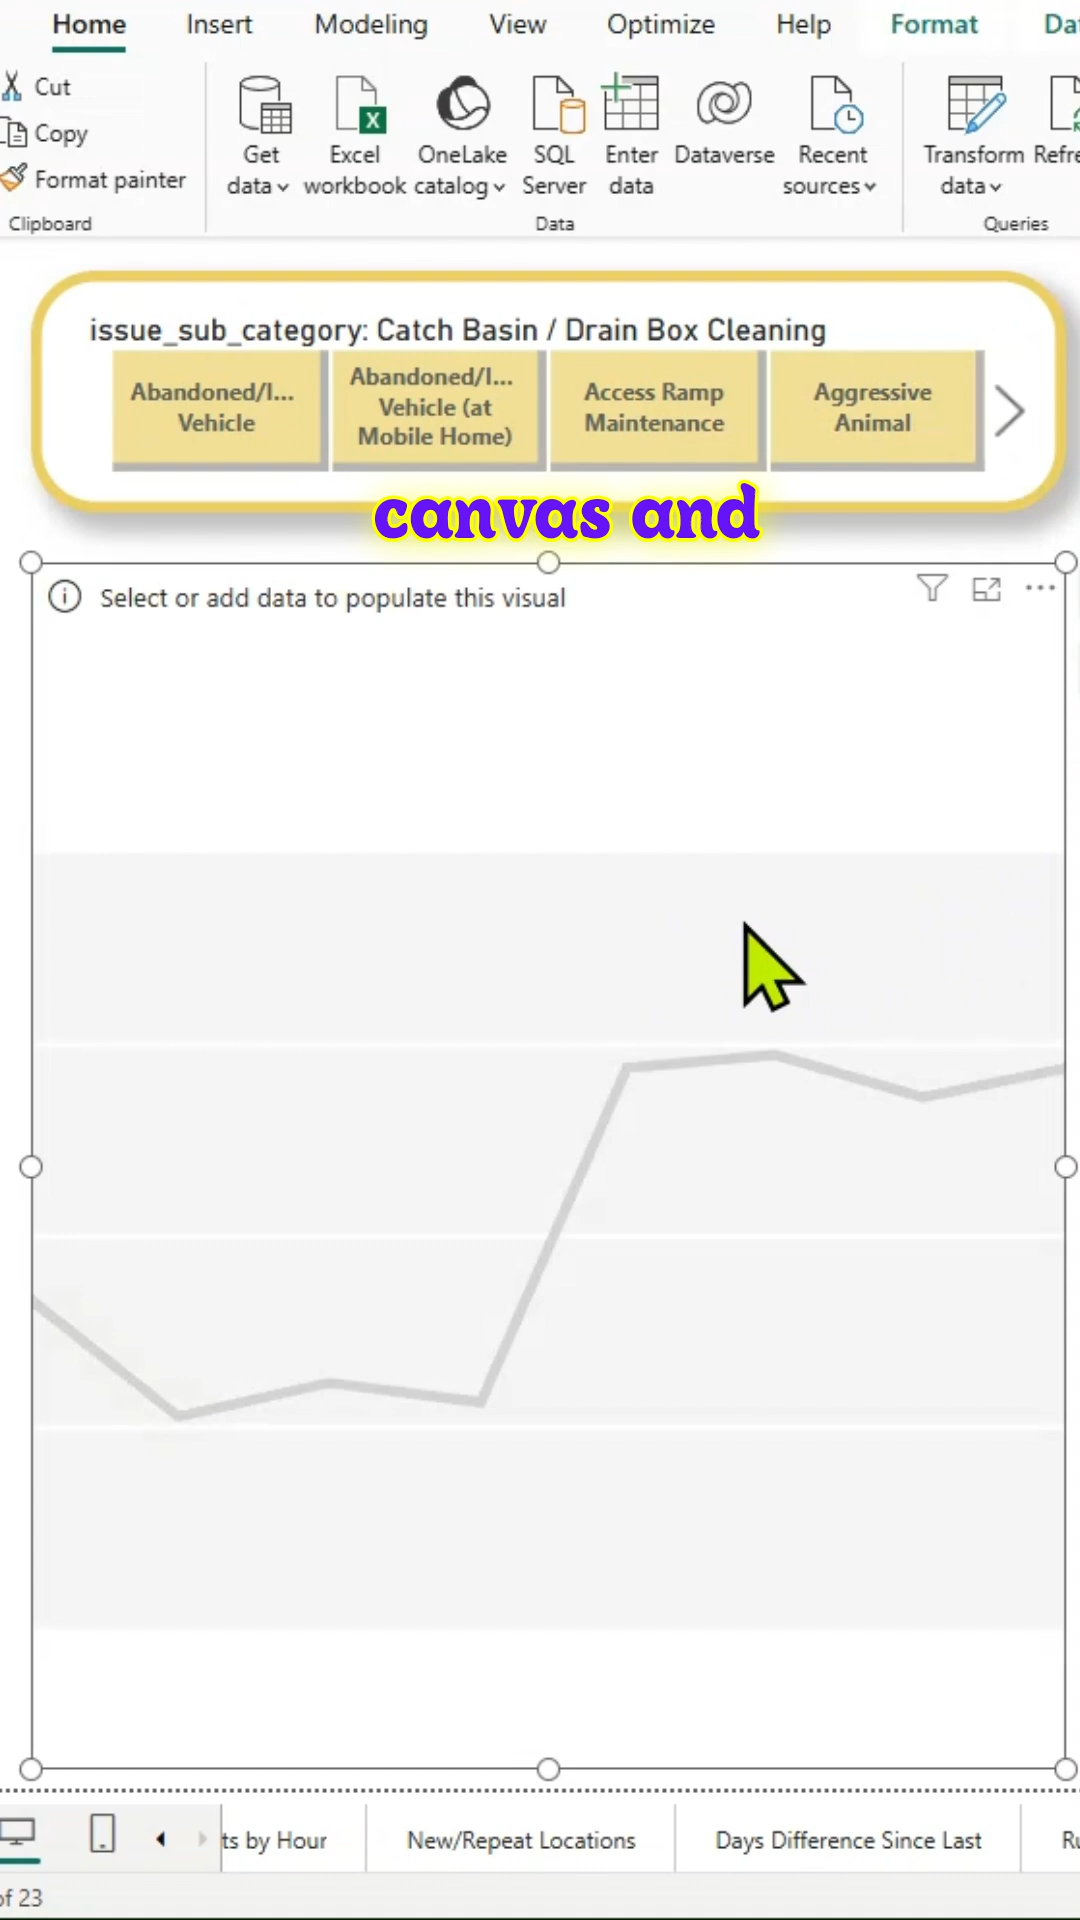 Home Insert Modeling View Optimize Help Format
Cut
Copy
Format painter
Clipboard
Get data
Excel workbook
OneLake catalog
SQL Server
Enter data
Dataverse
Recent sources
Data
Transform data
Refre
Queries
issue_sub_category: Catch Basin / Drain Box Cleaning
Abandoned/I...
Vehicle
Abandoned/I...
Vehicle (at
Mobile Home)
Access Ramp
Maintenance
Aggressive
Animal
canvas and
Select or add data to populate this visual
ts by Hour
New/Repeat Locations
Days Difference Since Last
of 23